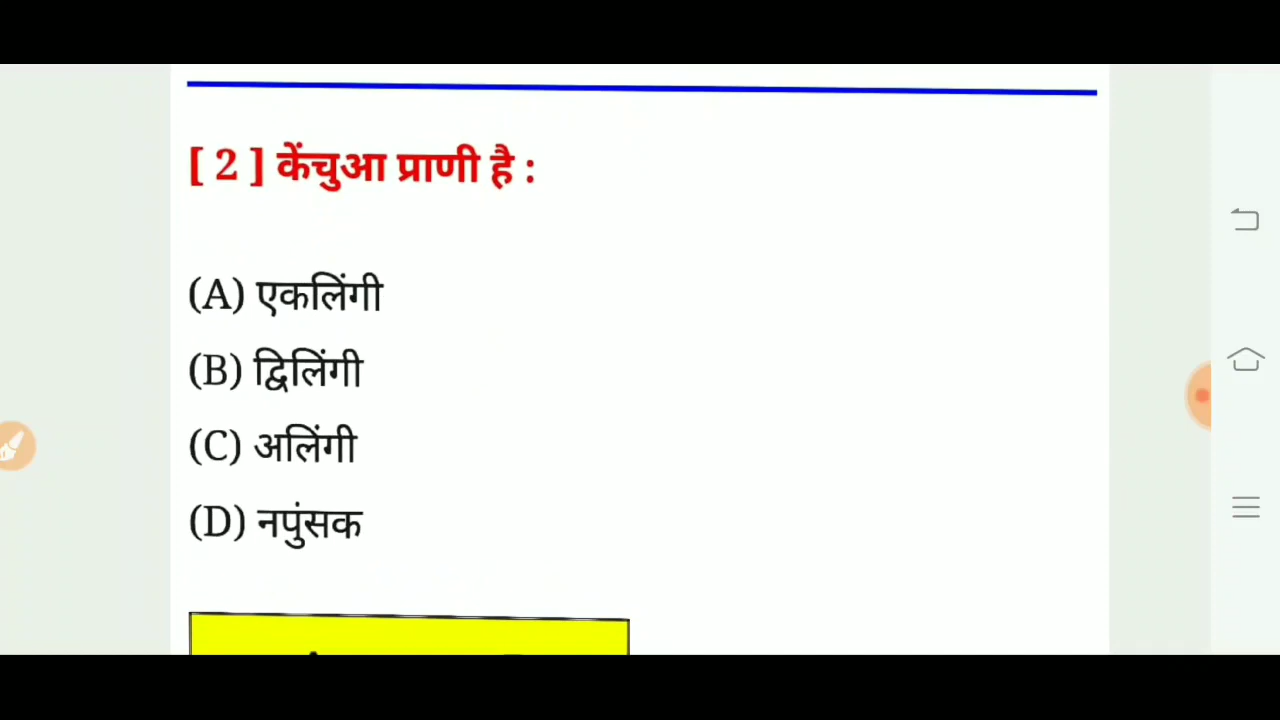 [ 2 ] केंचुआ प्राणी है :
(A) एकलिंगी
(B) द्विलिंगी
(C) अलिंगी
(D) नपुंसक